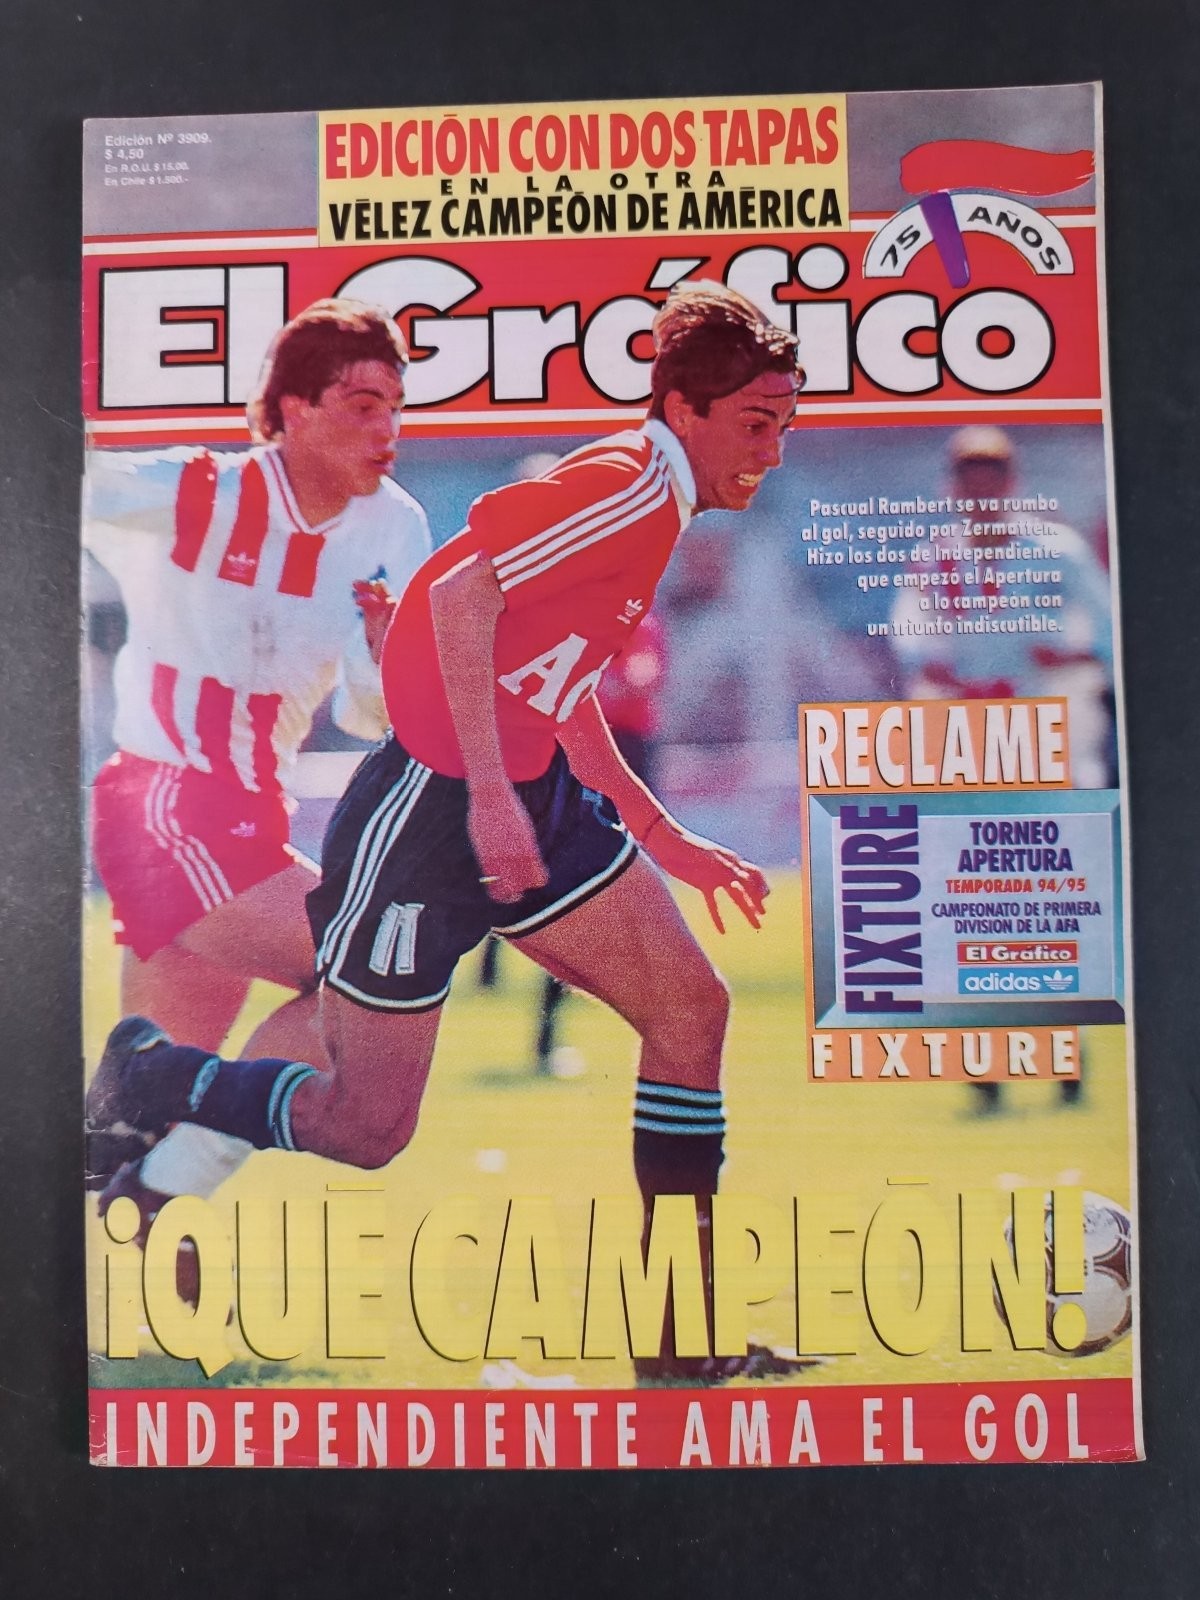 Edición Nº 3909.
$ 4,50
En R.O.U. $ 15,00.
En Chile $ 1.500.-
EDICIÓN CON DOS TAPAS
EN LA OTRA
VÉLEZ CAMPEÓN DE AMÉRICA
75 AÑOS
El Gráfico
Pascual Rambert se va rumbo
al gol, seguido por Zermatten.
Hizo los dos de Independiente
que empezó el Apertura
a lo campeón con
un triunfo indiscutible.
RECLAME
FIXTURE
TORNEO
APERTURA
TEMPORADA 94/95
CAMPEONATO DE PRIMERA
DIVISION DE LA AFA
El Gráfico
adidas
FIXTURE
¡QUÉ CAMPEÓN!
INDEPENDIENTE AMA EL GOL